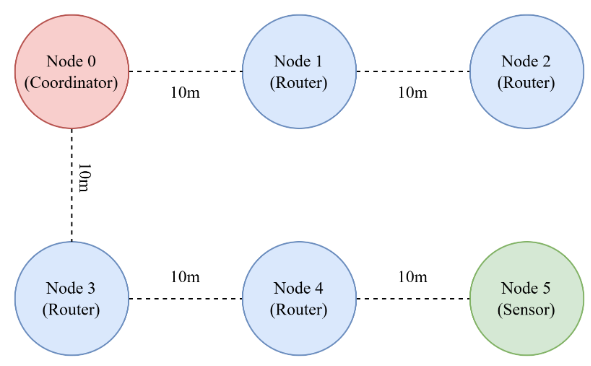 Node 0
(Coordinator)
Node 1
(Router)
Node 2
(Router)
10m
10m
10m
Node 3
(Router)
Node 4
(Router)
Node 5
(Sensor)
10m
10m